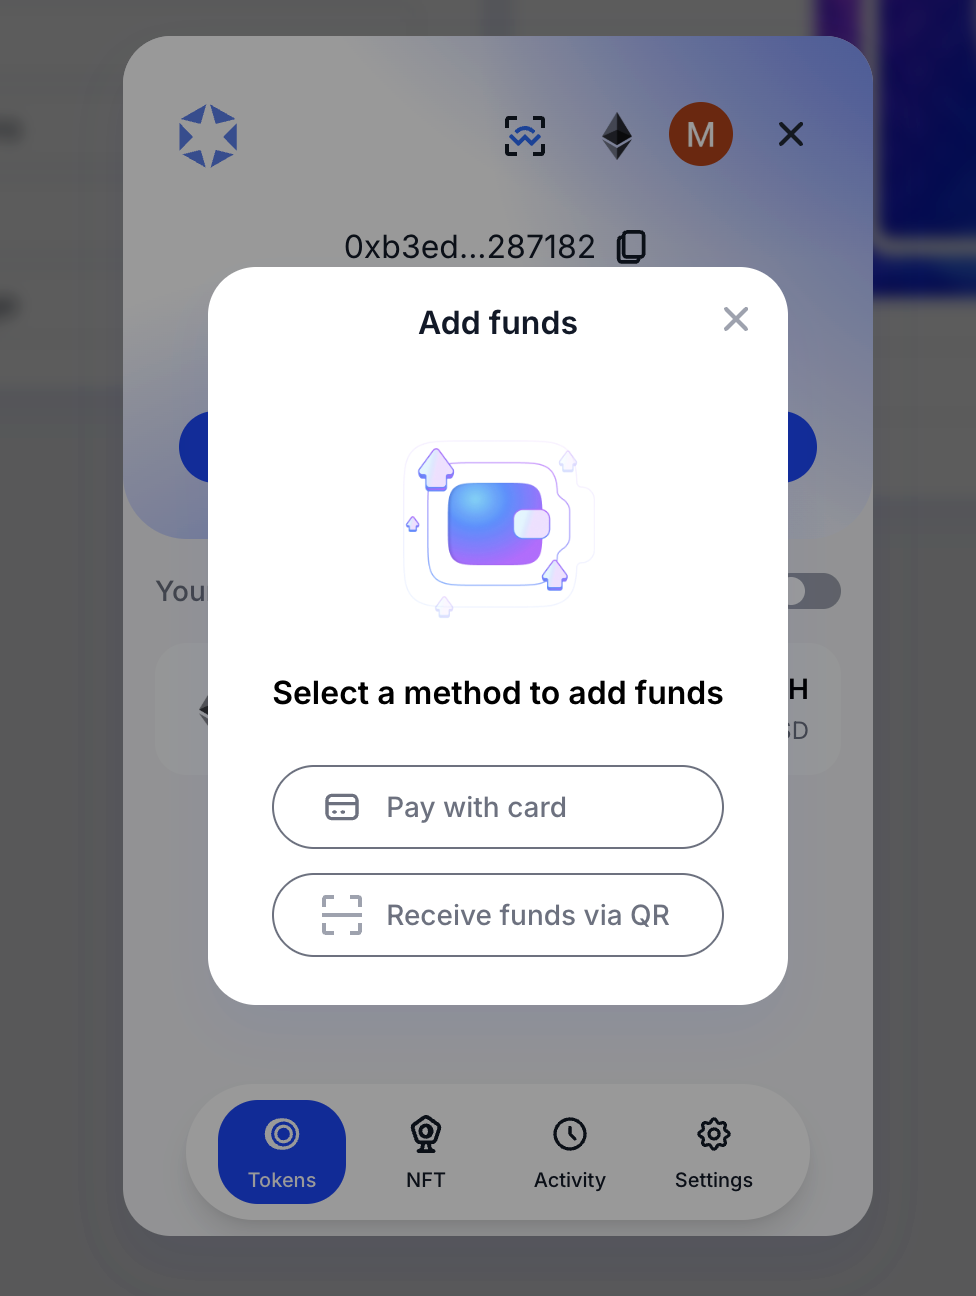 M
0xb3ed...287182
Add funds
You
Select a method to add funds
H
Pay with card
Receive funds via QR
Tokens
NFT
Activity
Settings